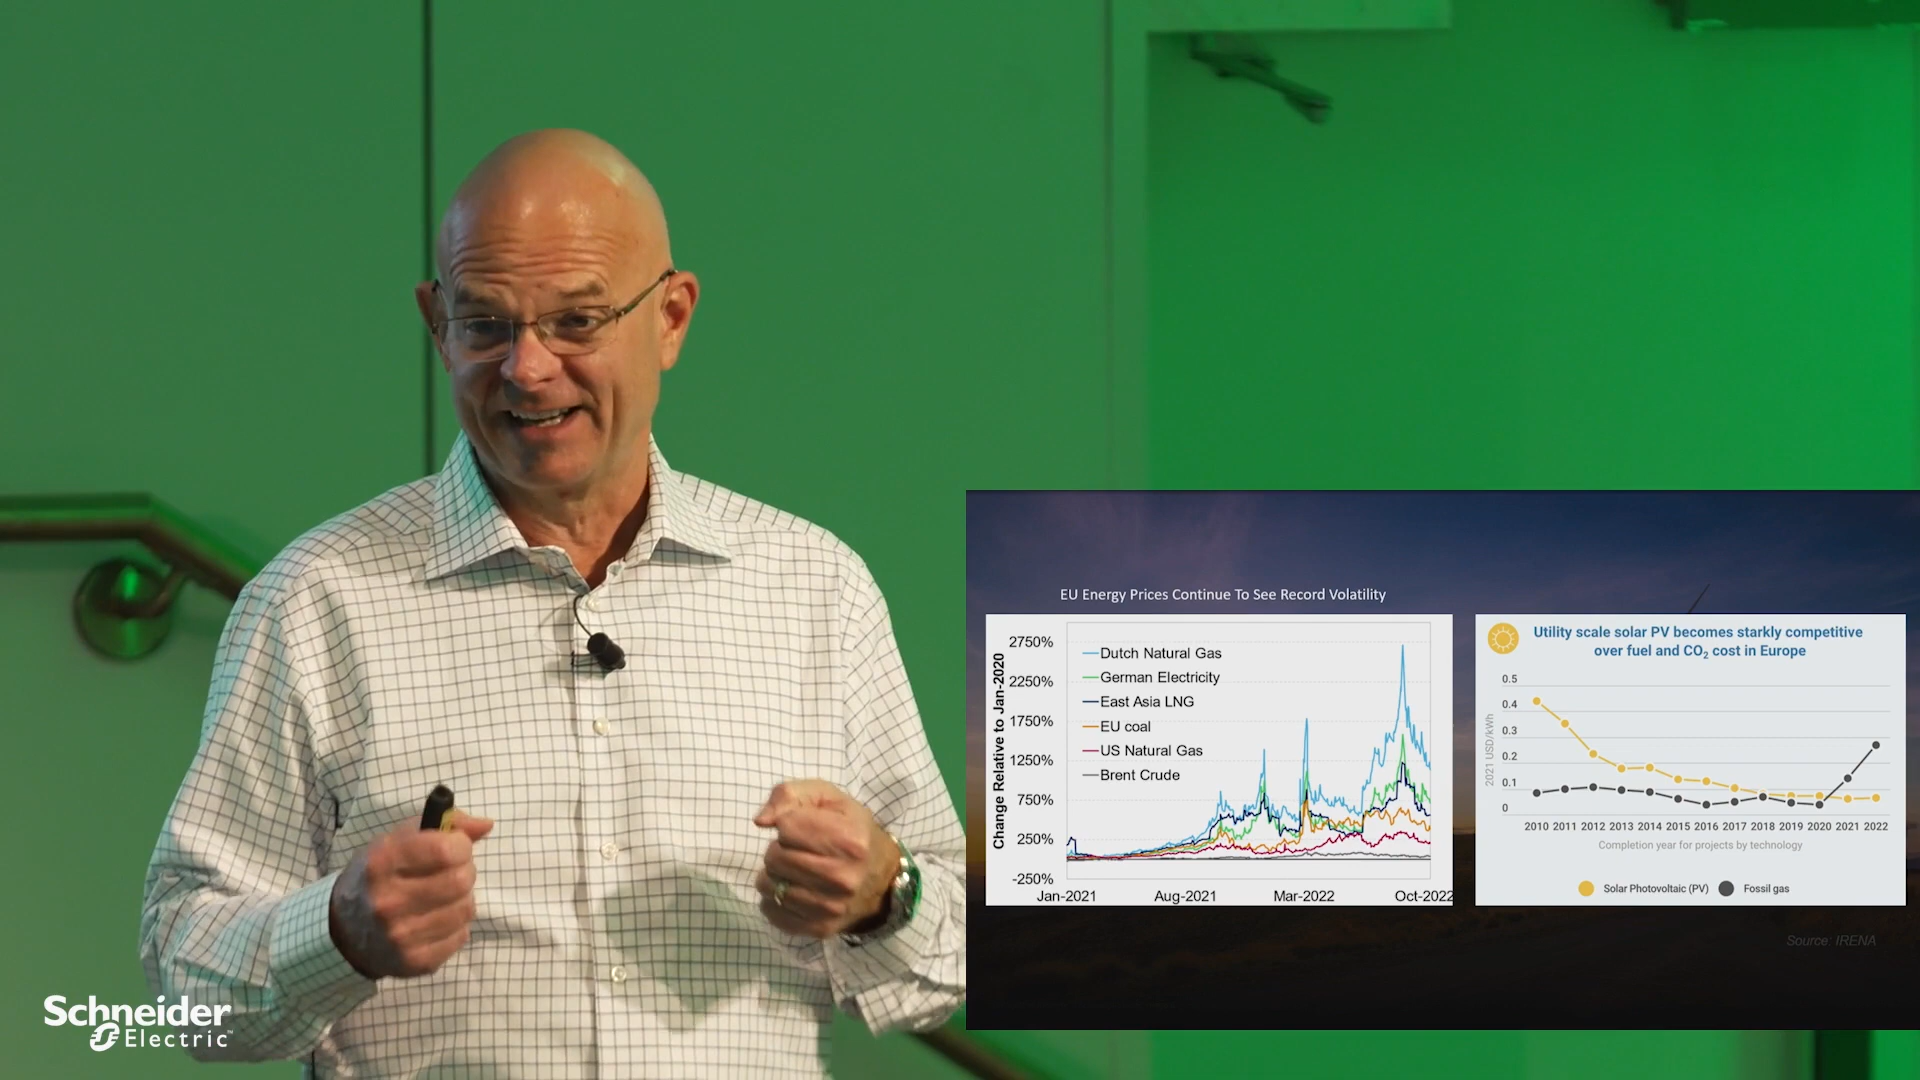 EU Energy Prices Continue To See Record Volatility
Change Relative to Jan-2020
2750%
2250%
1750%
1250%
750%
250%
-250%
Dutch Natural Gas
German Electricity
East Asia LNG
EU coal
US Natural Gas
Brent Crude
Jan-2021 Aug-2021 Mar-2022 Oct-2022
Utility scale solar PV becomes starkly competitive
over fuel and CO2 cost in Europe
2021 USD/kWh
0.5
0.4
0.3
0.2
0.1
0
2010 2011 2012 2013 2014 2015 2016 2017 2018 2019 2020 2021 2022
Completion year for projects by technology
Solar Photovoltaic (PV) Fossil gas
Source: IRENA
Schneider
Electric™